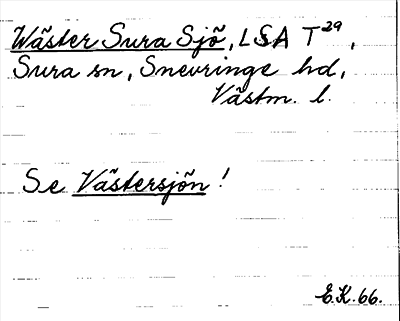 Wäster Sura Sjö, LSA T29,
Sura sn, Snevringe hd,
Västm. l.
Se Västersjön!
E.K. 66.